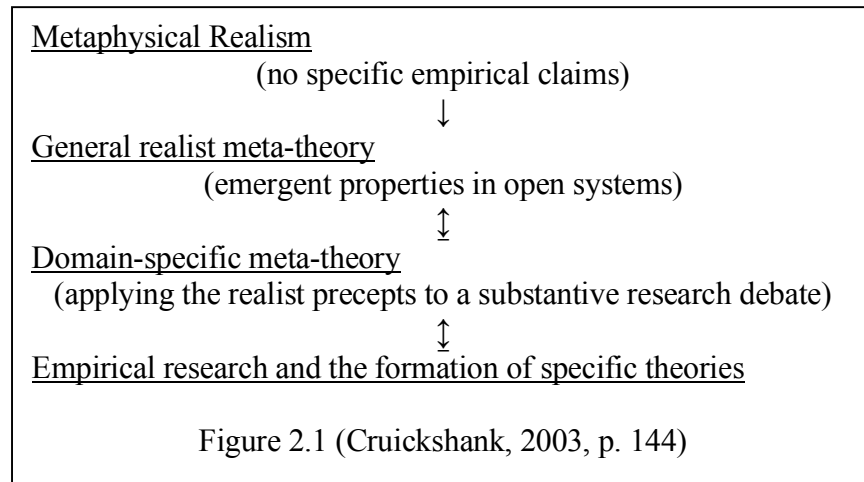 Metaphysical Realism
(no specific empirical claims)
↓
General realist meta-theory
(emergent properties in open systems)
↨
Domain-specific meta-theory
(applying the realist precepts to a substantive research debate)
↨
Empirical research and the formation of specific theories
Figure 2.1 (Cruickshank, 2003, p. 144)